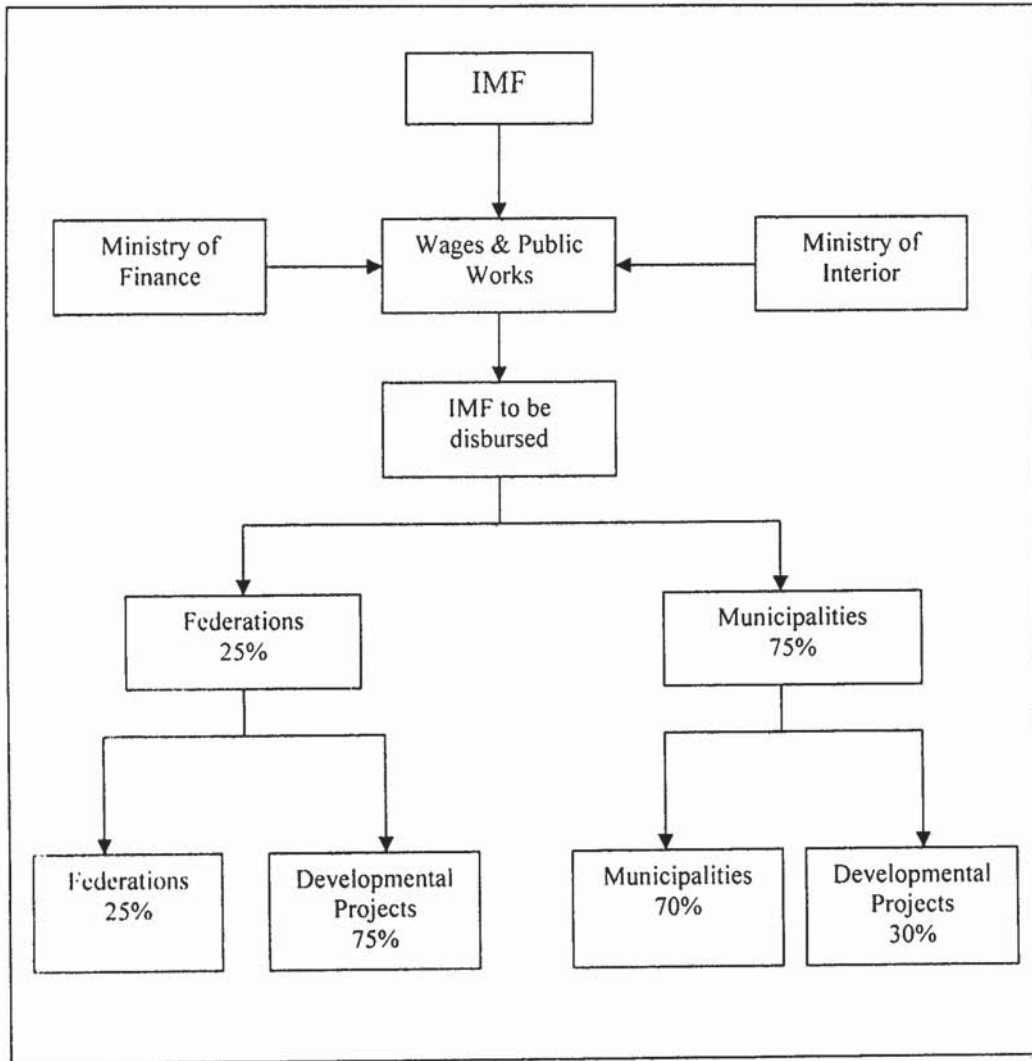 IMF
Ministry of
Finance
Wages & Public
Works
Ministry of
Interior
IMF to be
disbursed
Federations
25%
Municipalities
75%
Federations
25%
Developmental
Projects
75%
Municipalities
70%
Developmental
Projects
30%